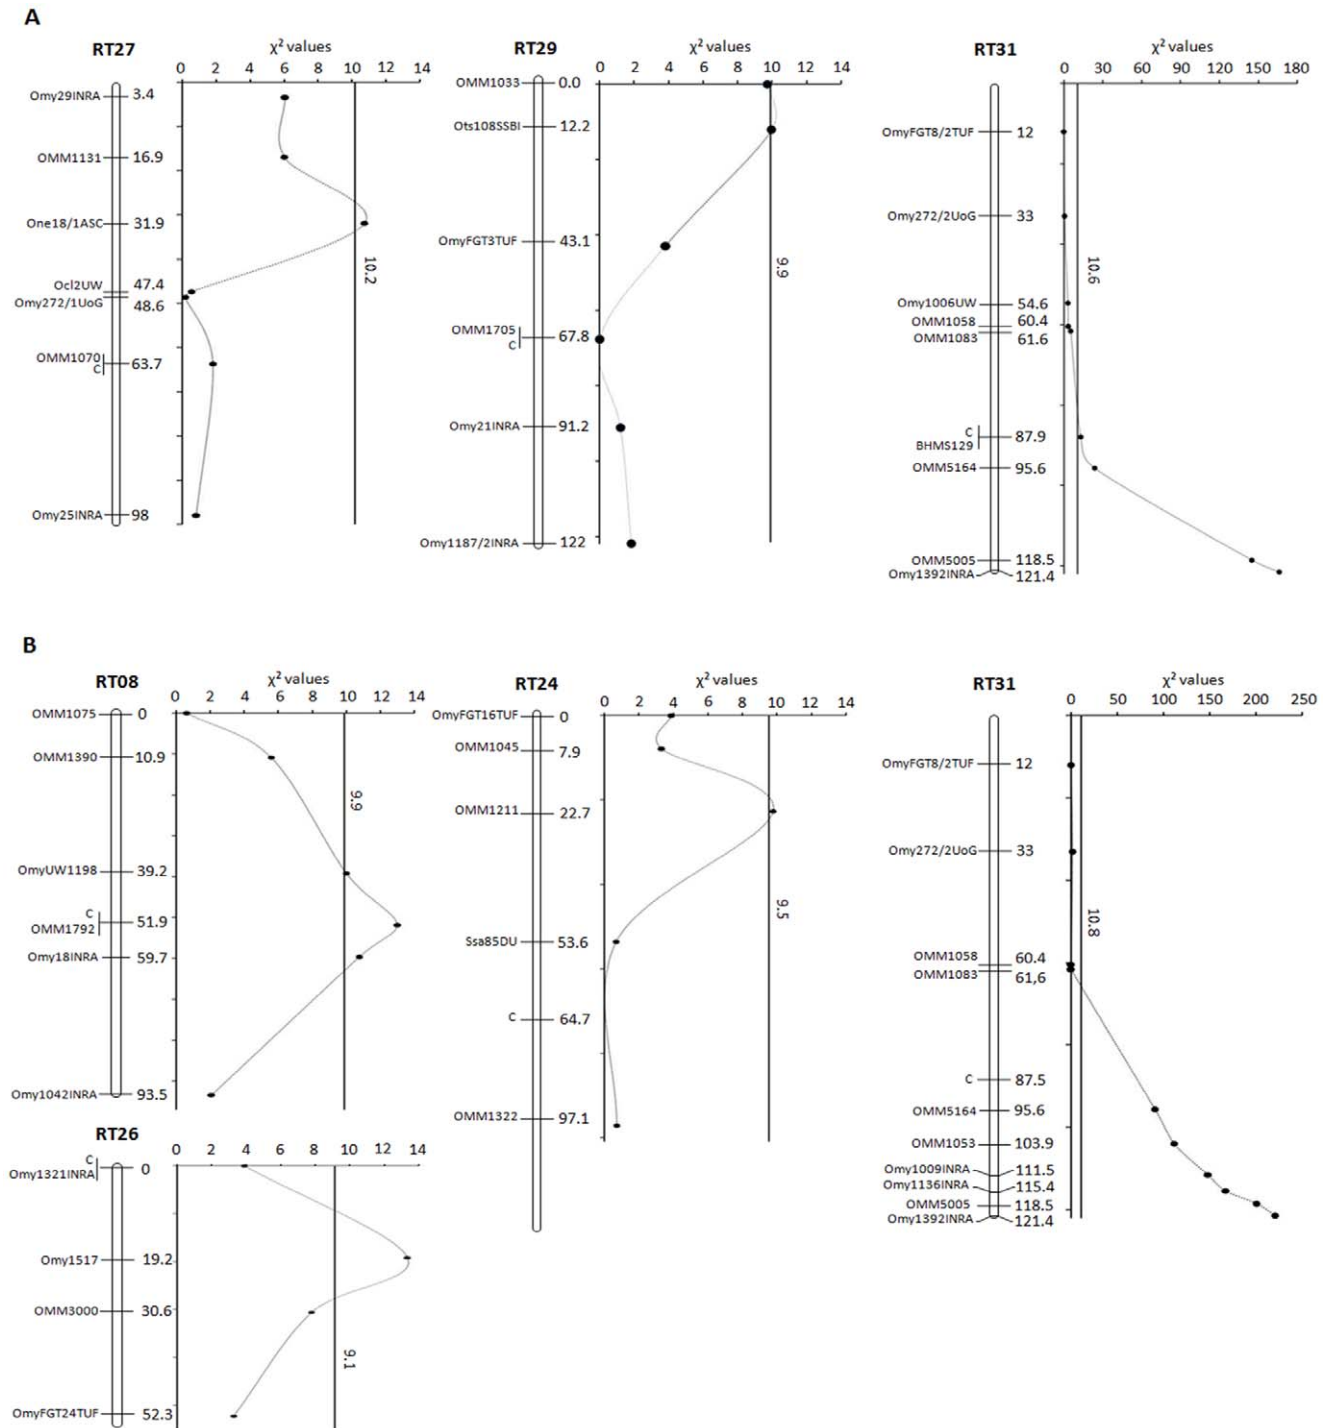 A
RT27
χ² values
0 2 4 6 8 10 12 14
Omy29INRA 3.4
OMM1131 16.9
One18/1ASC 31.9
Ocl2UW 47.4
Omy272/1UoG 48.6
OMM1070
C 63.7
Omy25INRA 98
10.2
RT29
χ² values
0 2 4 6 8 10 12 14
OMM1033 0.0
Ots108SSBI 12.2
OmyFGT3TUF 43.1
OMM1705
C 67.8
Omy21INRA 91.2
Omy1187/2INRA 122
9.9
RT31
χ² values
0 30 60 90 120 150 180
OmyFGT8/2TUF 12
Omy272/2UoG 33
Omy1006UW 54.6
OMM1058 60.4
OMM1083 61.6
C
BHMS129 87.9
OMM5164 95.6
OMM5005 118.5
Omy1392INRA 121.4
10.6
B
RT08
χ² values
0 2 4 6 8 10 12 14
OMM1075 0
OMM1390 10.9
OmyUW1198 39.2
C
OMM1792 51.9
Omy18INRA 59.7
Omy1042INRA 93.5
9.9
RT24
χ² values
0 2 4 6 8 10 12 14
OmyFGT16TUF 0
OMM1045 7.9
OMM1211 22.7
Ssa85DU 53.6
C 64.7
OMM1322 97.1
9.5
RT31
χ² values
0 50 100 150 200 250
OmyFGT8/2TUF 12
Omy272/2UoG 33
OMM1058 60.4
OMM1083 61,6
C 87.5
OMM5164 95.6
OMM1053 103.9
Omy1009INRA 111.5
Omy1136INRA 115.4
OMM5005 118.5
Omy1392INRA 121.4
10.8
RT26
0 2 4 6 8 10 12 14
C
Omy1321INRA 0
Omy1517 19.2
OMM3000 30.6
OmyFGT24TUF 52.3
9.1